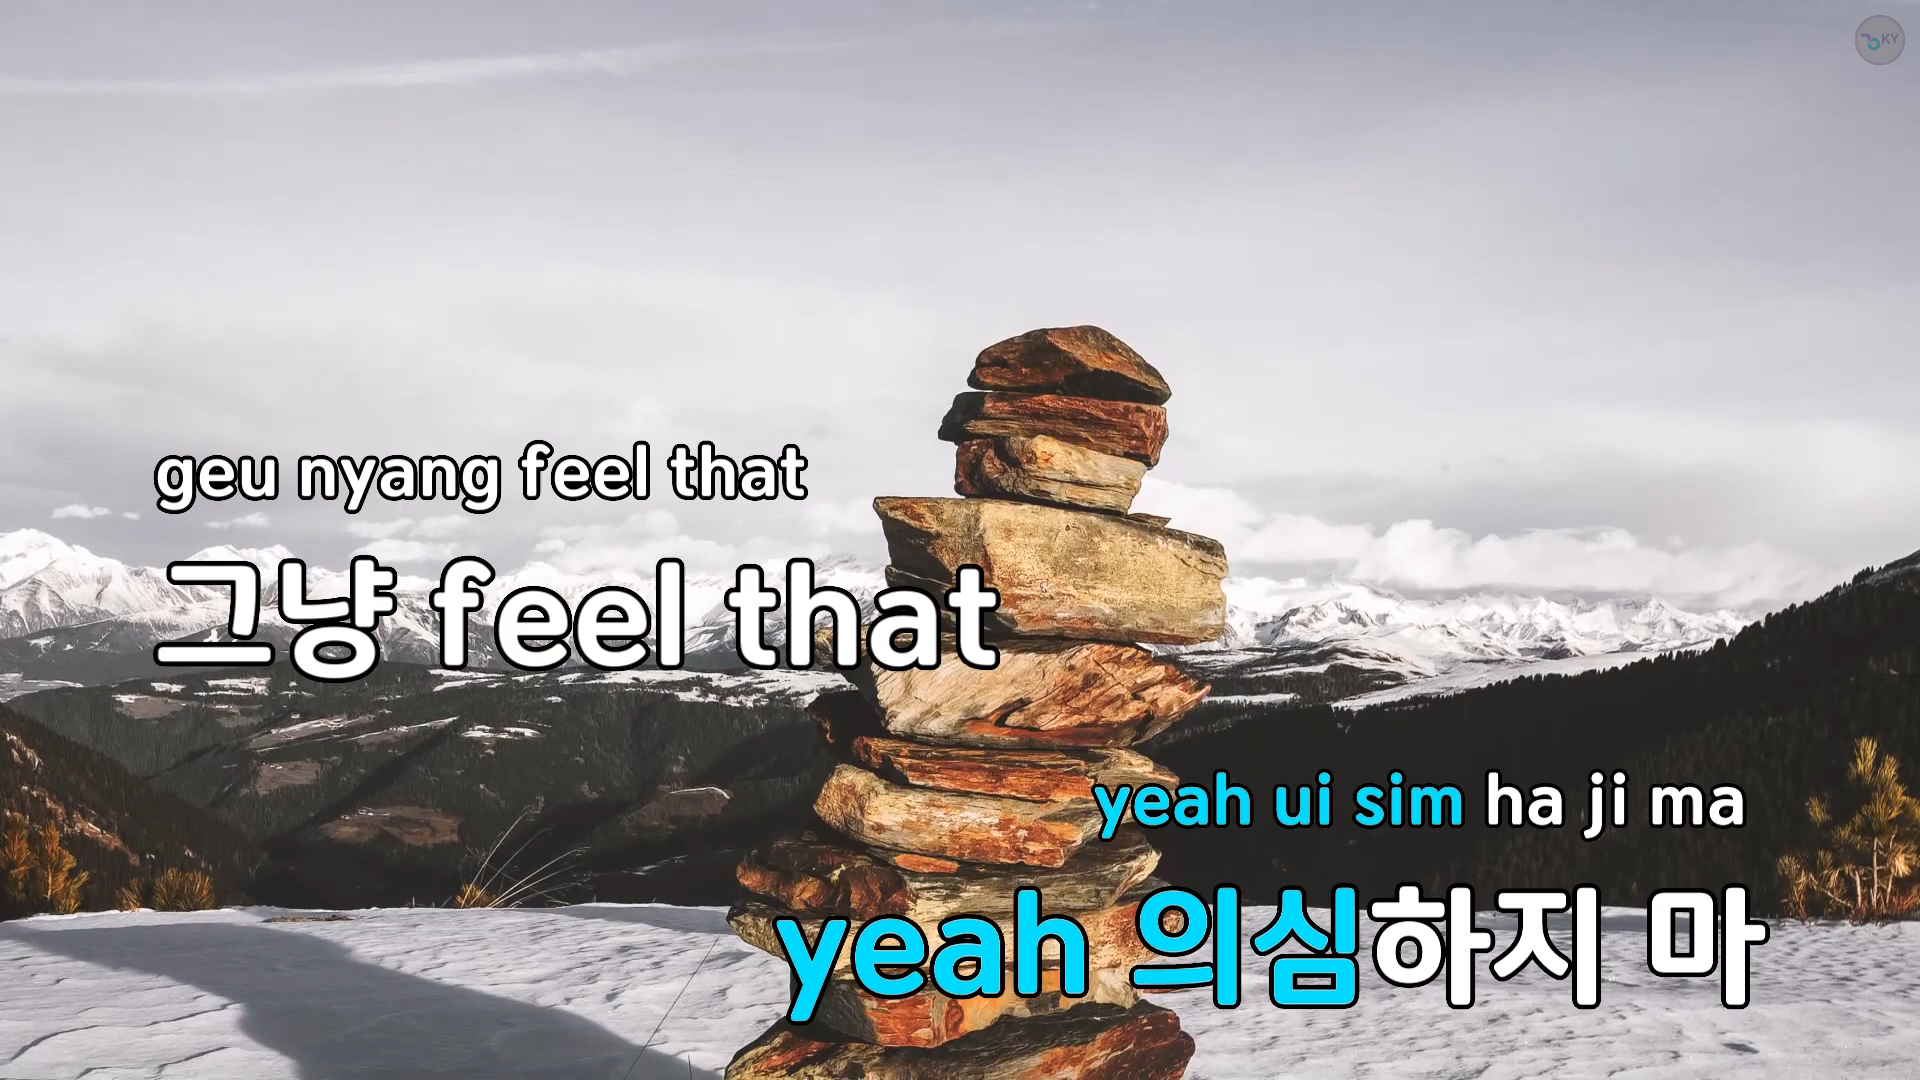 KY
geu nyang feel that
그냥 feel that
yeah ui sim ha ji ma
yeah 의심하지 마